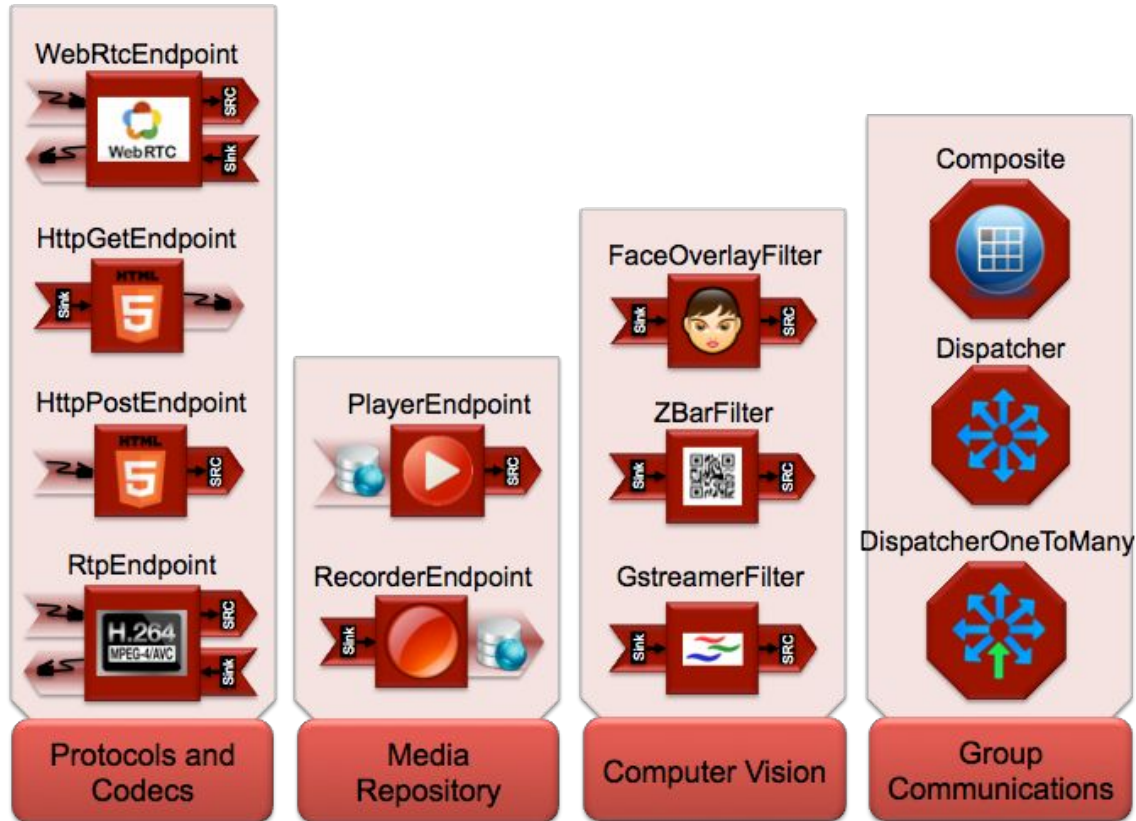 WebRtcEndpoint
SRC
WebRTC
Sink
HttpGetEndpoint
HTML
Sink
5
HttpPostEndpoint
HTML
5
SRC
RtpEndpoint
SRC
H.264
MPEG-4/AVC
Sink
Protocols and
Codecs
PlayerEndpoint
SRC
RecorderEndpoint
Sink
Media
Repository
FaceOverlayFilter
Sink
SRC
ZBarFilter
Sink
SRC
GstreamerFilter
Sink
SRC
Computer Vision
Composite
Dispatcher
DispatcherOneToMany
Group
Communications